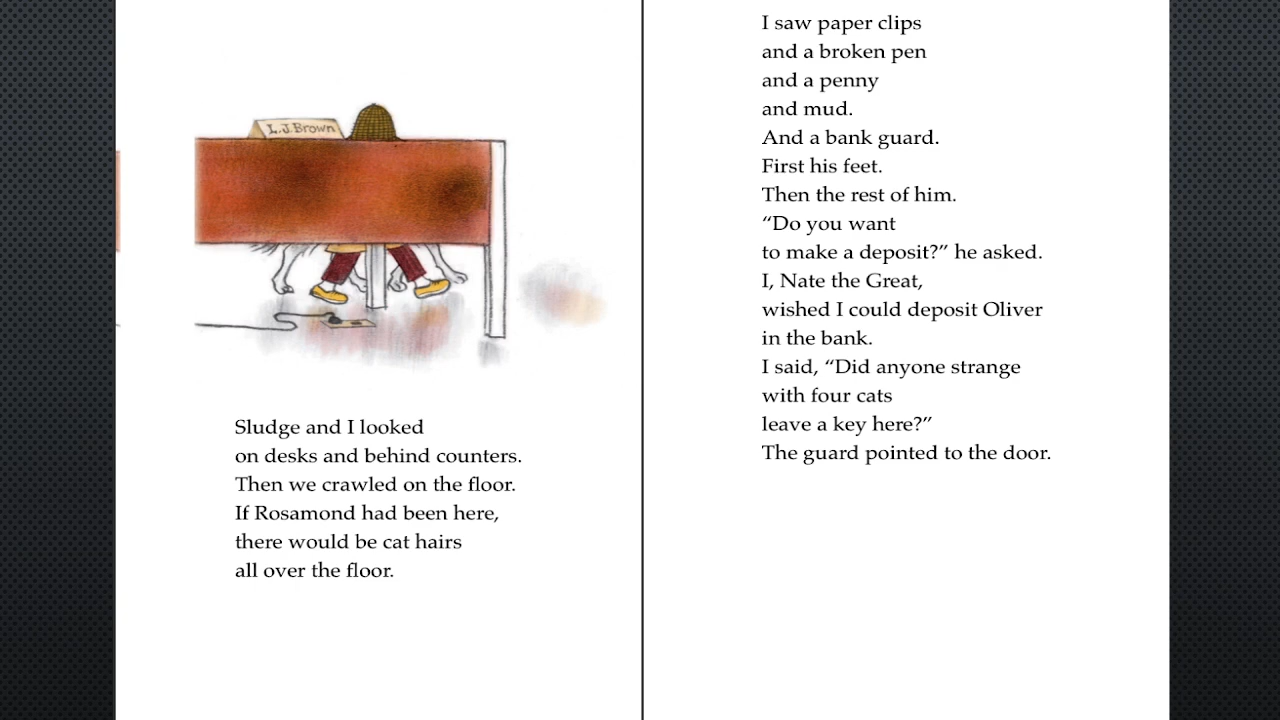 L.J.Brown
Sludge and I looked
on desks and behind counters.
Then we crawled on the floor.
If Rosamond had been here,
there would be cat hairs
all over the floor.
I saw paper clips
and a broken pen
and a penny
and mud.
And a bank guard.
First his feet.
Then the rest of him.
“Do you want
to make a deposit?” he asked.
I, Nate the Great,
wished I could deposit Oliver
in the bank.
I said, “Did anyone strange
with four cats
leave a key here?”
The guard pointed to the door.